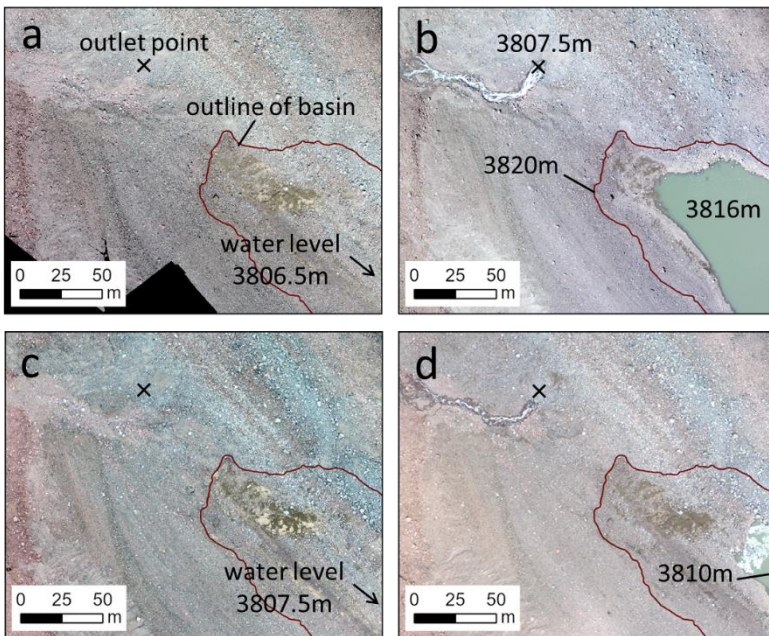 a
outlet point
outline of basin
water level
3806.5m
0 25 50
m
b
3807.5m
3820m
3816m
0 25 50
m
c
water level
3807.5m
0 25 50
m
d
3810m
0 25 50
m